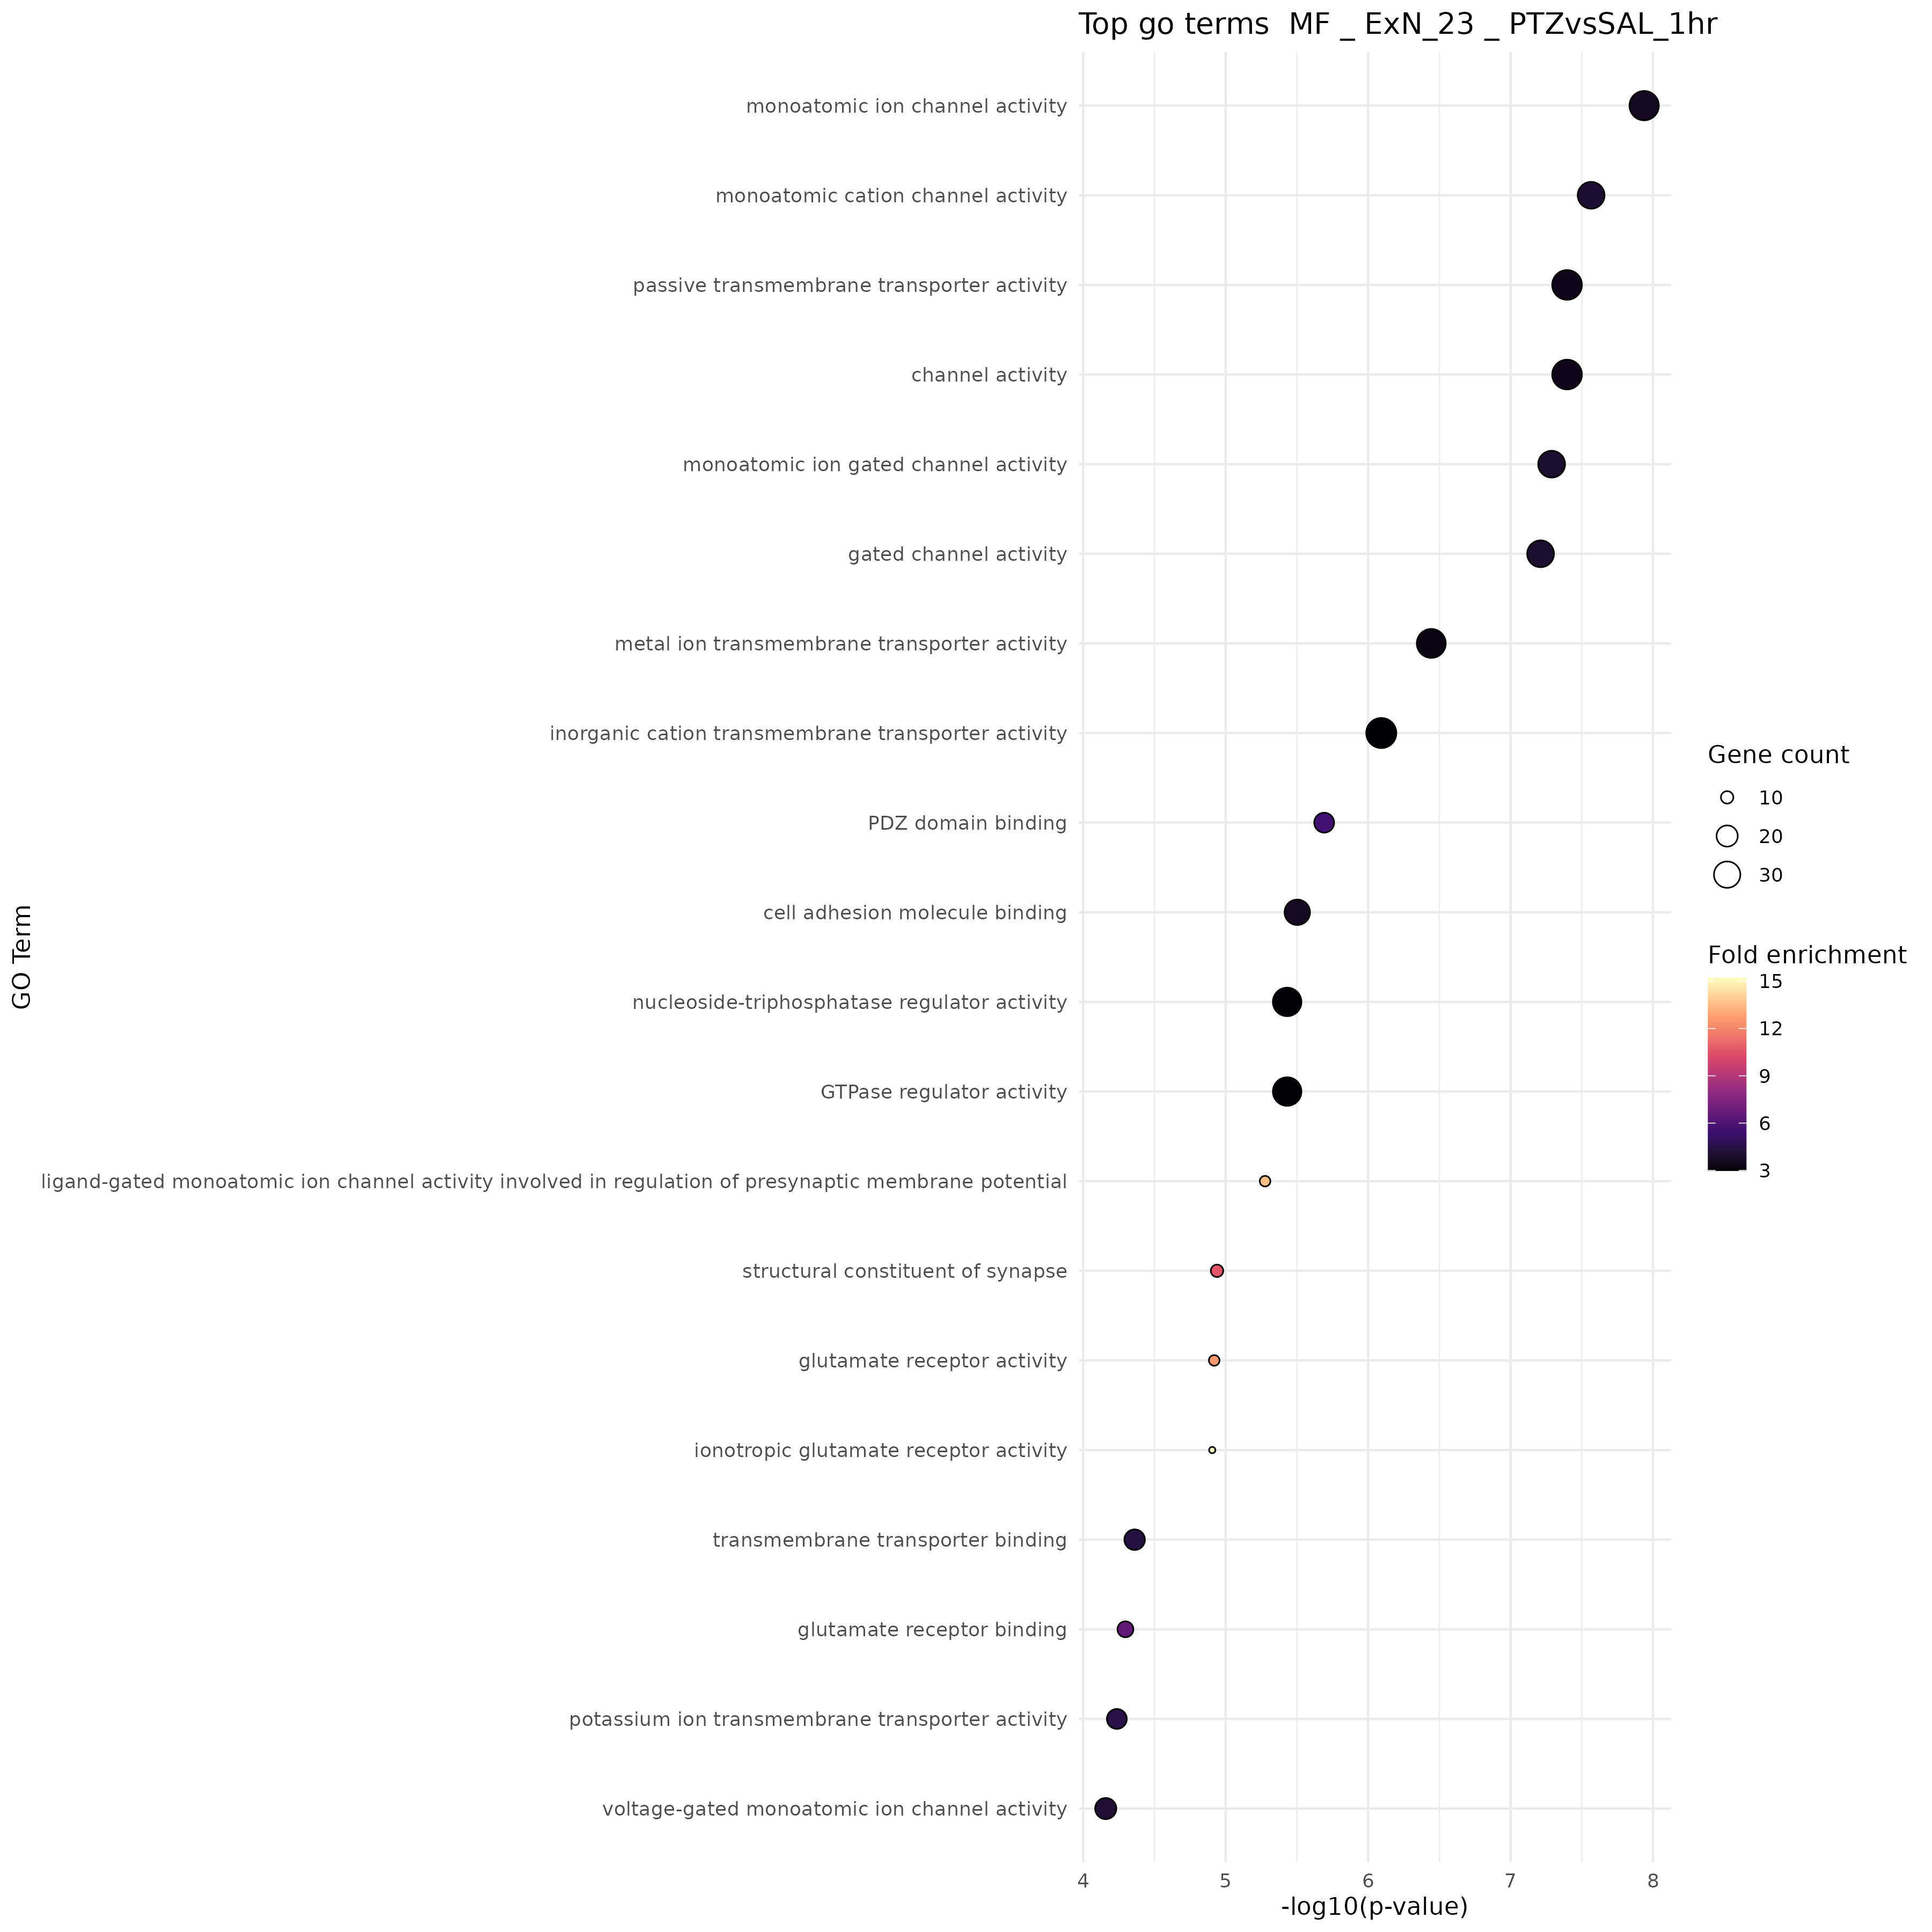 Top go terms  MF _ ExN_23 _ PTZvsSAL_1hr
GO Term
monoatomic ion channel activity
monoatomic cation channel activity
passive transmembrane transporter activity
channel activity
monoatomic ion gated channel activity
gated channel activity
metal ion transmembrane transporter activity
inorganic cation transmembrane transporter activity
PDZ domain binding
cell adhesion molecule binding
nucleoside-triphosphatase regulator activity
GTPase regulator activity
ligand-gated monoatomic ion channel activity involved in regulation of presynaptic membrane potential
structural constituent of synapse
glutamate receptor activity
ionotropic glutamate receptor activity
transmembrane transporter binding
glutamate receptor binding
potassium ion transmembrane transporter activity
voltage-gated monoatomic ion channel activity
4 5 6 7 8
-log10(p-value)
Gene count
10
20
30
Fold enrichment
15
12
9
6
3